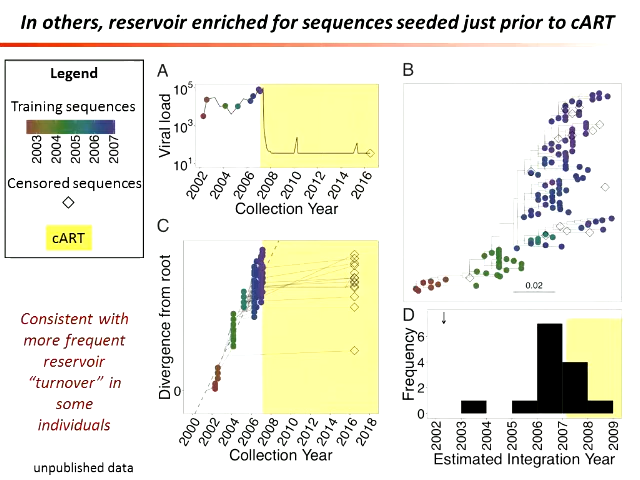 In others, reservoir enriched for sequences seeded just prior to cART
Legend
Training sequences
2003
2004
2005
2006
2007
Censored sequences
cART
Consistent with
more frequent
reservoir
“turnover” in
some
individuals
unpublished data
A
Viral load
10^5
10^3
10^1
2002
2004
2006
2008
2010
2012
2014
2016
Collection Year
B
0.02
C
Divergence from root
0
2000
2002
2004
2006
2008
2010
2012
2014
2016
2018
Collection Year
D
Frequency
6
4
2
0
2002
2003
2004
2005
2006
2007
2008
2009
Estimated Integration Year